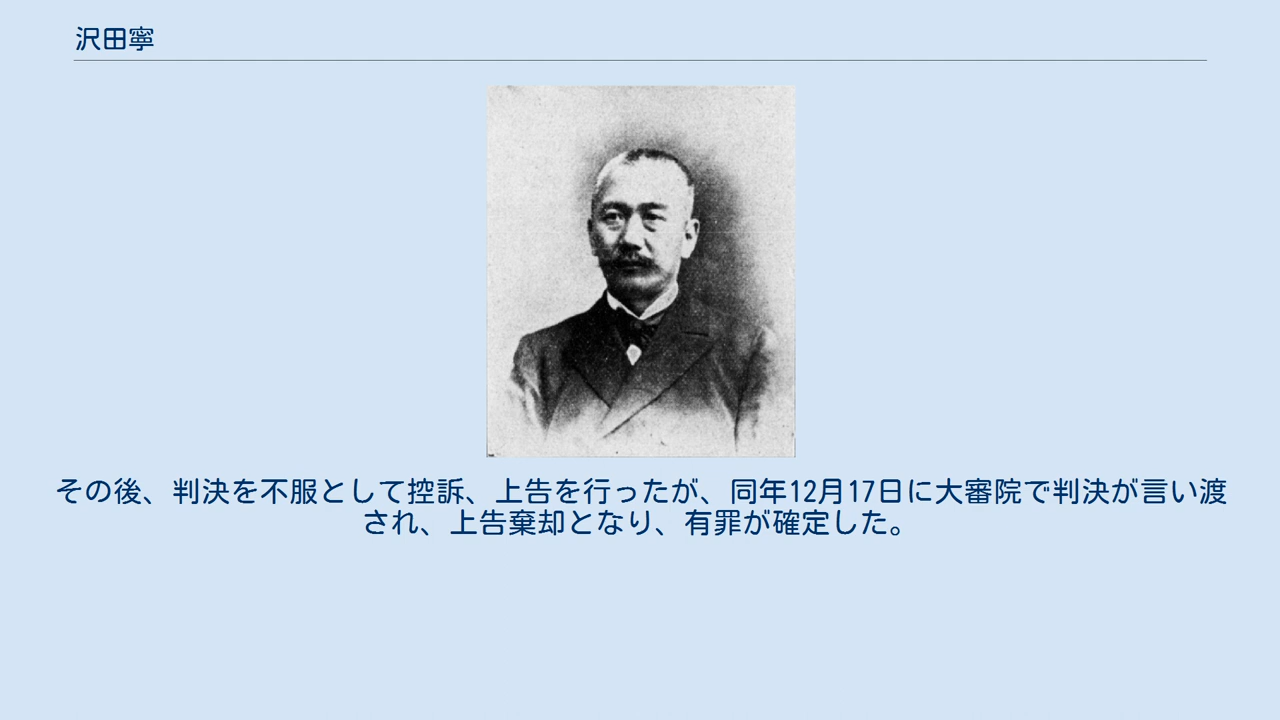 沢田寧
その後、判決を不服として控訴、上告を行ったが、同年12月17日に大審院で判決が言い渡
され、上告棄却となり、有罪が確定した。